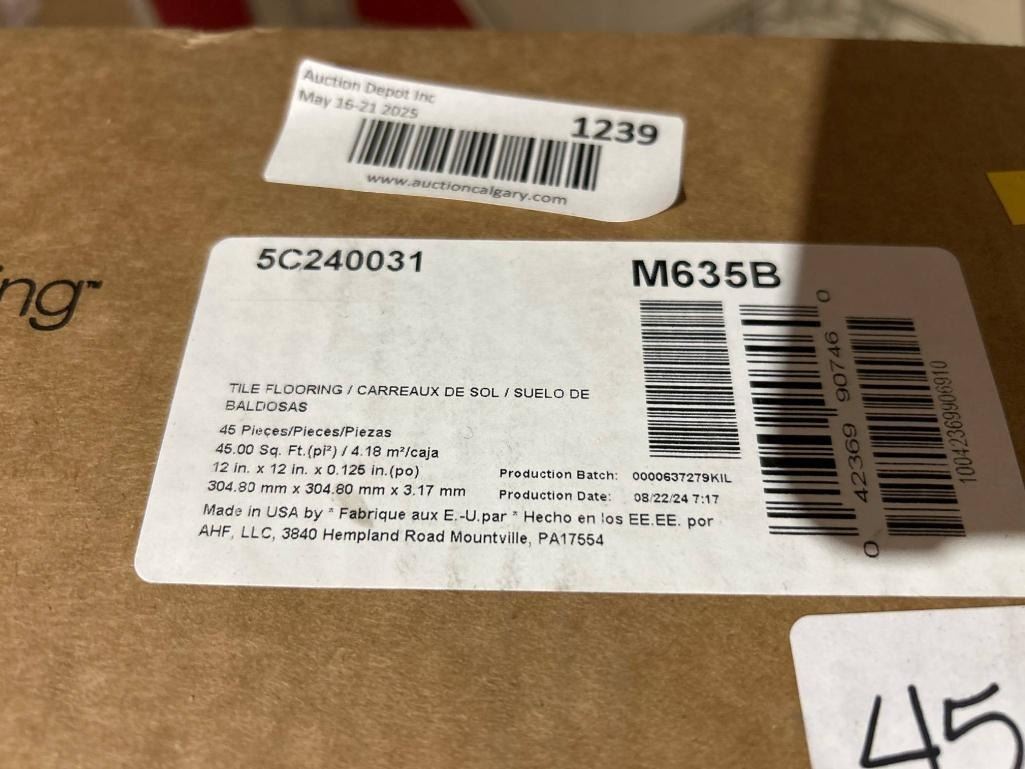 Auction Depot Inc
May 16-21 2025
1239
www.auctioncalgary.com
ing™
5C240031
M635B
TILE FLOORING / CARREAUX DE SOL / SUELO DE
BALDOSAS
45 Pieces/Pieces/Piezas
45.00 Sq. Ft.(pi²) / 4.18 m²/caja
12 in. x 12 in. x 0.125 in.(po)
304.80 mm x 304.80 mm x 3.17 mm
Production Batch: 0000637279KIL
Production Date: 08/22/24 7:17
Made in USA by * Fabrique aux E.-U.par * Hecho en los EE.EE. por
AHF, LLC, 3840 Hempland Road Mountville, PA17554
0 42369 90746 0
10042369906910
45